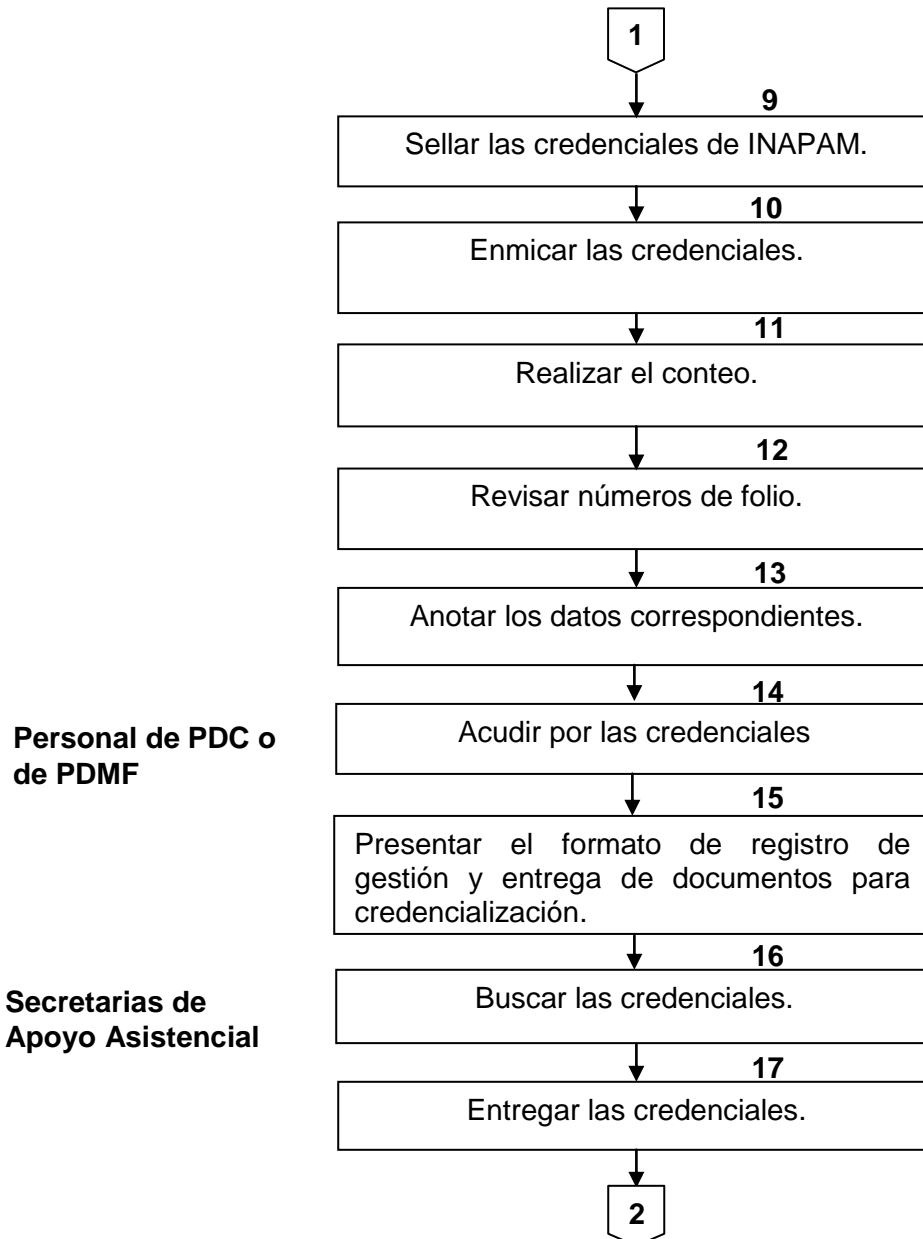 1
9
Sellar las credenciales de INAPAM.
10
Enmicar las credenciales.
11
Realizar el conteo.
12
Revisar números de folio.
13
Anotar los datos correspondientes.
14
Personal de PDC o
de PDMF
Acudir por las credenciales
15
Presentar el formato de registro de
gestión y entrega de documentos para
credencialización.
16
Secretarias de
Apoyo Asistencial
Buscar las credenciales.
17
Entregar las credenciales.
2